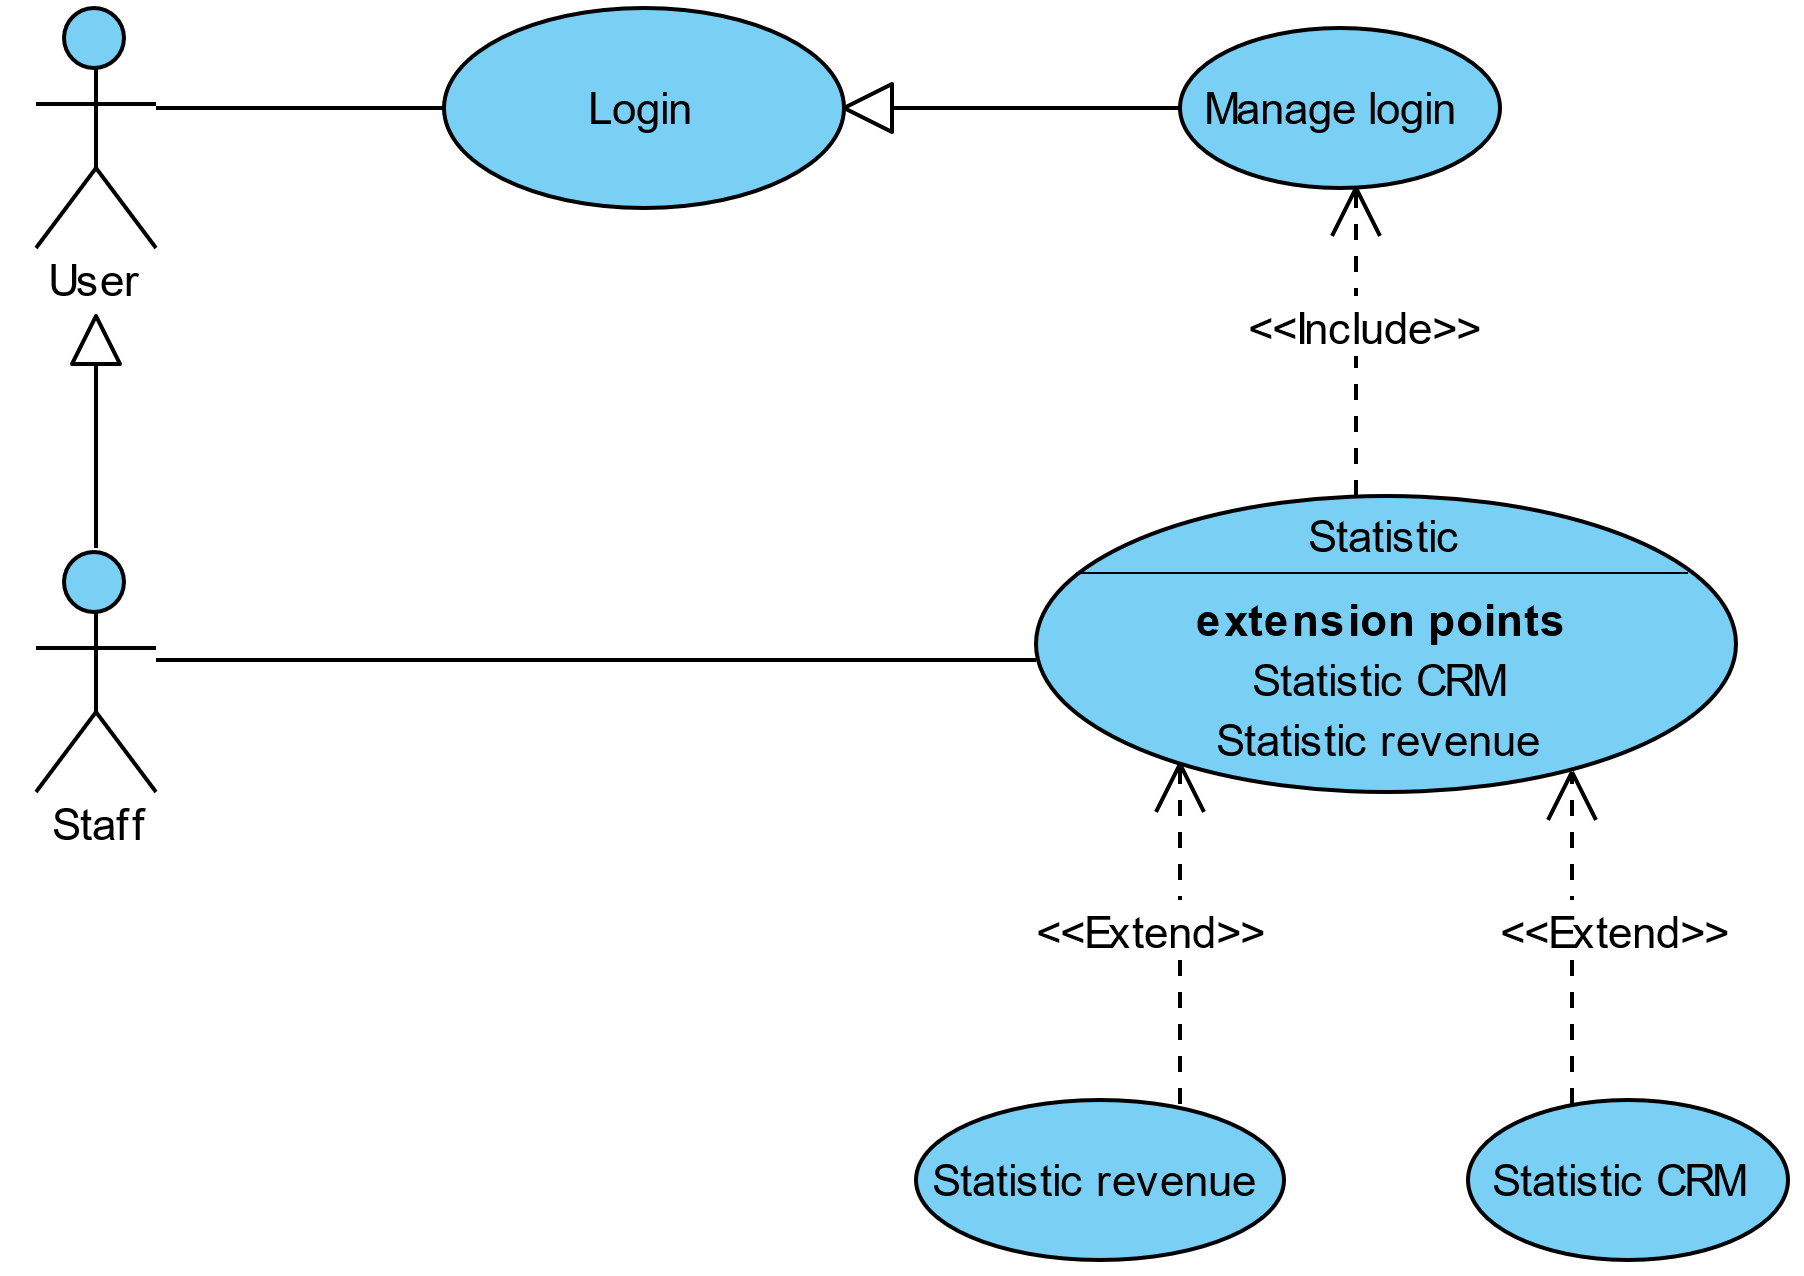 Login
Manage login
User
<<Include>>
Statistic
extension points
Statistic CRM
Statistic revenue
Staff
<<Extend>>
<<Extend>>
Statistic revenue
Statistic CRM